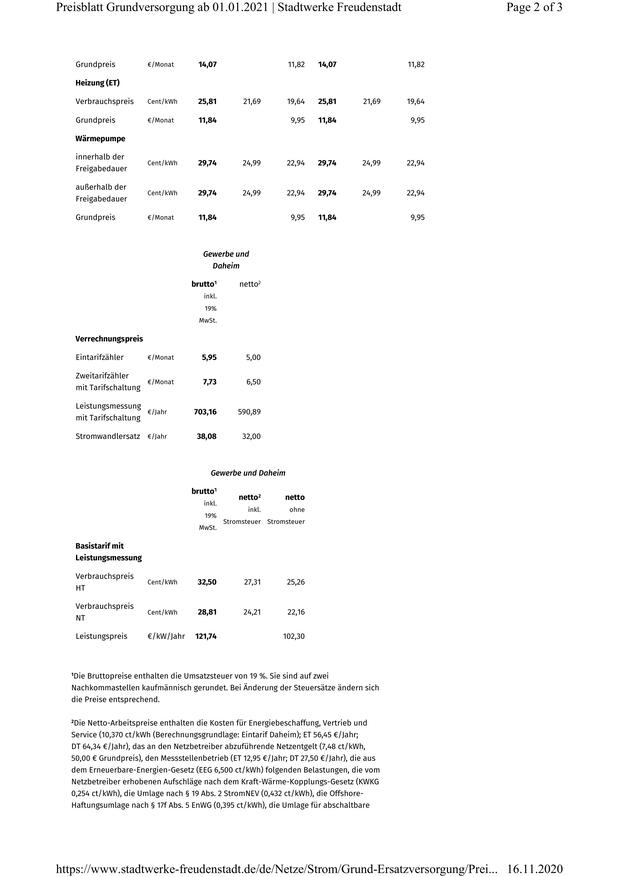 Preisblatt Grundversorgung ab 01.01.2021 | Stadtwerke Freudenstadt Page 2 of 3
Grundpreis €/Monat 14,07 11,82 14,07 11,82
Heizung (ET)
Verbrauchspreis Cent/kWh 25,81 21,69 19,64 25,81 21,69 19,64
Grundpreis €/Monat 11,84 9,95 11,84 9,95
Wärmepumpe
innerhalb der
Freigabedauer Cent/kWh 29,74 24,99 22,94 29,74 24,99 22,94
außerhalb der
Freigabedauer Cent/kWh 29,74 24,99 22,94 29,74 24,99 22,94
Grundpreis €/Monat 11,84 9,95 11,84 9,95
Gewerbe und
Daheim
brutto¹ netto²
inkl.
19%
MwSt.
Verrechnungspreis
Eintarifzähler €/Monat 5,95 5,00
Zweitarifzähler
mit Tarifschaltung €/Monat 7,73 6,50
Leistungsmessung
mit Tarifschaltung €/Jahr 703,16 590,89
Stromwandlersatz €/Jahr 38,08 32,00
Gewerbe und Daheim
brutto¹ netto² netto
inkl. inkl. ohne
19% Stromsteuer Stromsteuer
MwSt.
Basistarif mit
Leistungsmessung
Verbrauchspreis
HT Cent/kWh 32,50 27,31 25,26
Verbrauchspreis
NT Cent/kWh 28,81 24,21 22,16
Leistungspreis €/kW/Jahr 121,74 102,30
¹Die Bruttopreise enthalten die Umsatzsteuer von 19 %. Sie sind auf zwei
Nachkommastellen kaufmännisch gerundet. Bei Änderung der Steuersätze ändern sich
die Preise entsprechend.
²Die Netto-Arbeitspreise enthalten die Kosten für Energiebeschaffung, Vertrieb und
Service (10,370 ct/kWh (Berechnungsgrundlage: Eintarif Daheim); ET 56,45 €/Jahr;
DT 64,34 €/Jahr), das an den Netzbetreiber abzuführende Netzentgelt (7,48 ct/kWh,
50,00 € Grundpreis), den Messstellenbetrieb (ET 12,95 €/Jahr; DT 27,50 €/Jahr), die aus
dem Erneuerbare-Energien-Gesetz (EEG 6,500 ct/kWh) folgenden Belastungen, die vom
Netzbetreiber erhobenen Aufschläge nach dem Kraft-Wärme-Kopplungs-Gesetz (KWKG
0,254 ct/kWh), die Umlage nach § 19 Abs. 2 StromNEV (0,432 ct/kWh), die Offshore-
Haftungsumlage nach § 17f Abs. 5 EnWG (0,395 ct/kWh), die Umlage für abschaltbare
https://www.stadtwerke-freudenstadt.de/de/Netze/Strom/Grund-Ersatzversorgung/Prei... 16.11.2020